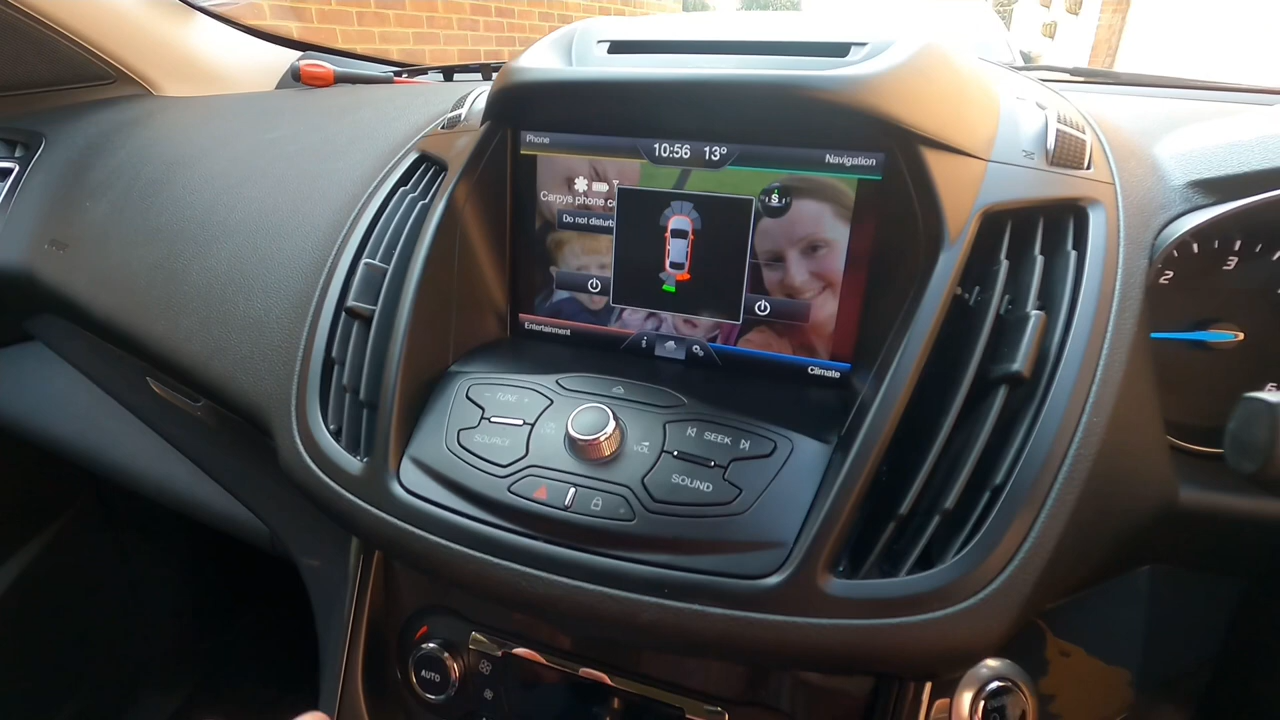 Phone
10:56 13°
Navigation
Carpys phone c
Do not disturb
S
Entertainment
i
Climate
- TUNE +
SOURCE
VOL
SEEK
SOUND
AUTO
2
3